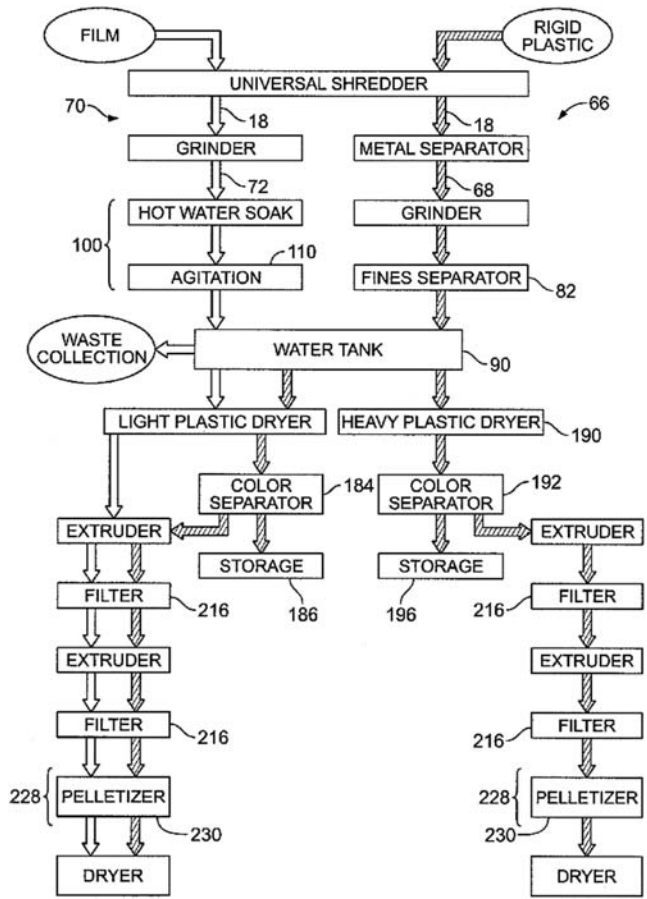 FILM
RIGID
PLASTIC
UNIVERSAL SHREDDER
70
18
18
66
GRINDER
METAL SEPARATOR
72
68
HOT WATER SOAK
GRINDER
100
110
AGITATION
FINES SEPARATOR
82
WASTE
COLLECTION
WATER TANK
90
LIGHT PLASTIC DRYER
HEAVY PLASTIC DRYER
190
COLOR
SEPARATOR
184
COLOR
SEPARATOR
192
EXTRUDER
STORAGE
STORAGE
EXTRUDER
186
196
FILTER
216
216
FILTER
EXTRUDER
EXTRUDER
FILTER
216
216
FILTER
228
PELLETIZER
230
228
PELLETIZER
230
DRYER
DRYER